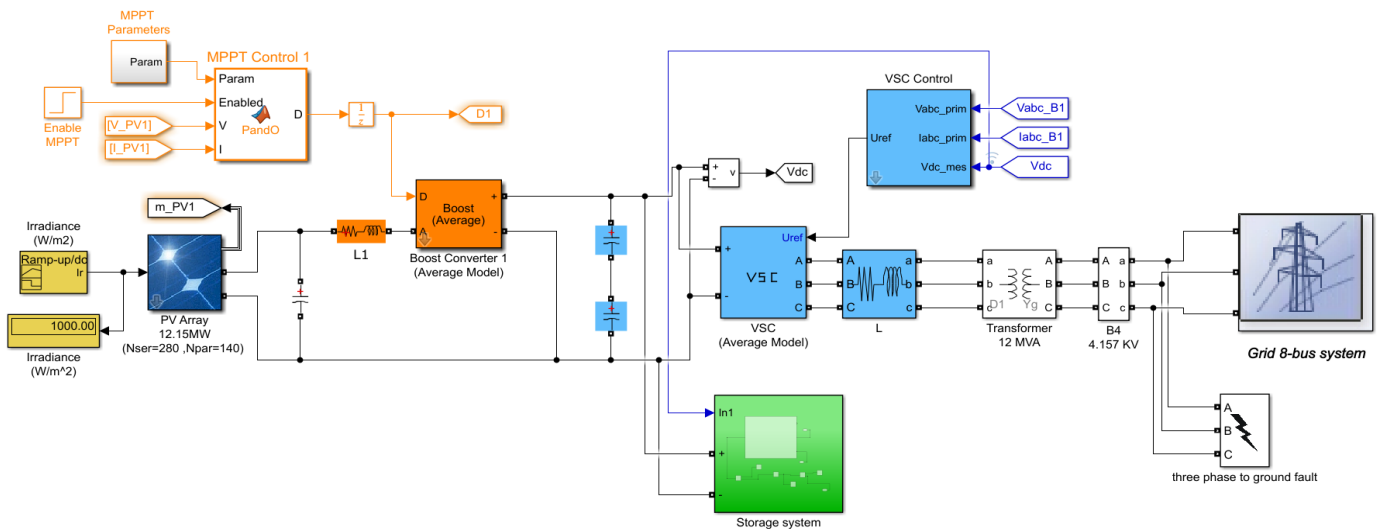 MPPT
Parameters
Param
MPPT Control 1
Param
Enabled
V
I
PandO
D
1
z
D1
Enable
MPPT
[V_PV1]
[I_PV1]
VSC Control
Vabc_prim
Iabc_prim
Vdc_mes
Uref
Vabc_B1
Iabc_B1
Vdc
+
-
v
Vdc
m_PV1
Irradiance
(W/m2)
Ramp-up/do
Ir
1000.00
Irradiance
(W/m^2)
PV Array
12.15MW
(Nser=280 ,Npar=140)
+
L1
D
A
+
-
Boost
(Average)
Boost Converter 1
(Average Model)
+
+
Uref
+
-
VSC
A
B
C
VSC
(Average Model)
A
B
C
a
b
c
L
a
b
c
D1
Yg
A
B
C
Transformer
12 MVA
A
B
C
a
b
c
B4
4.157 KV
Grid 8-bus system
In1
+
-
Storage system
A
B
C
three phase to ground fault